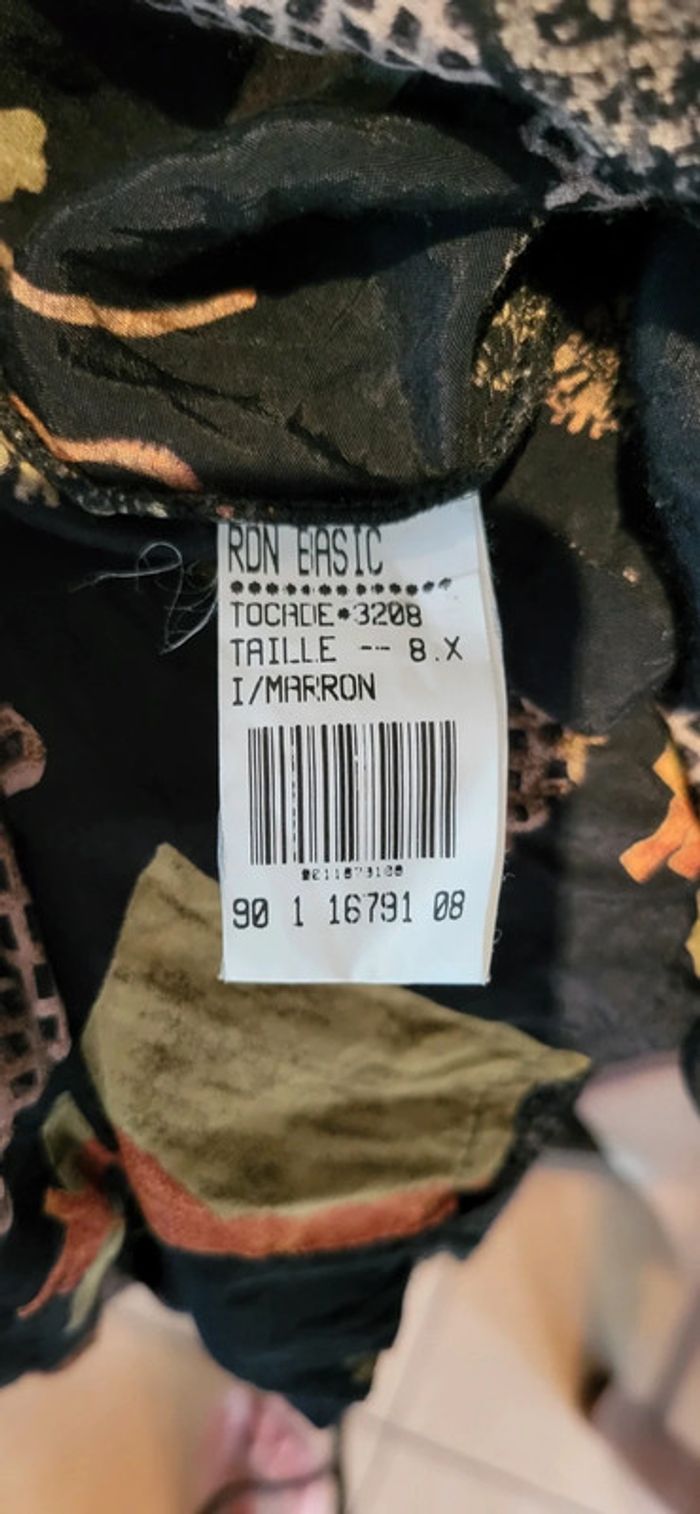 RDN BASIC
TOCADE*3208
TAILLE -- 8.X
I/MARRON
90 1 16791 08